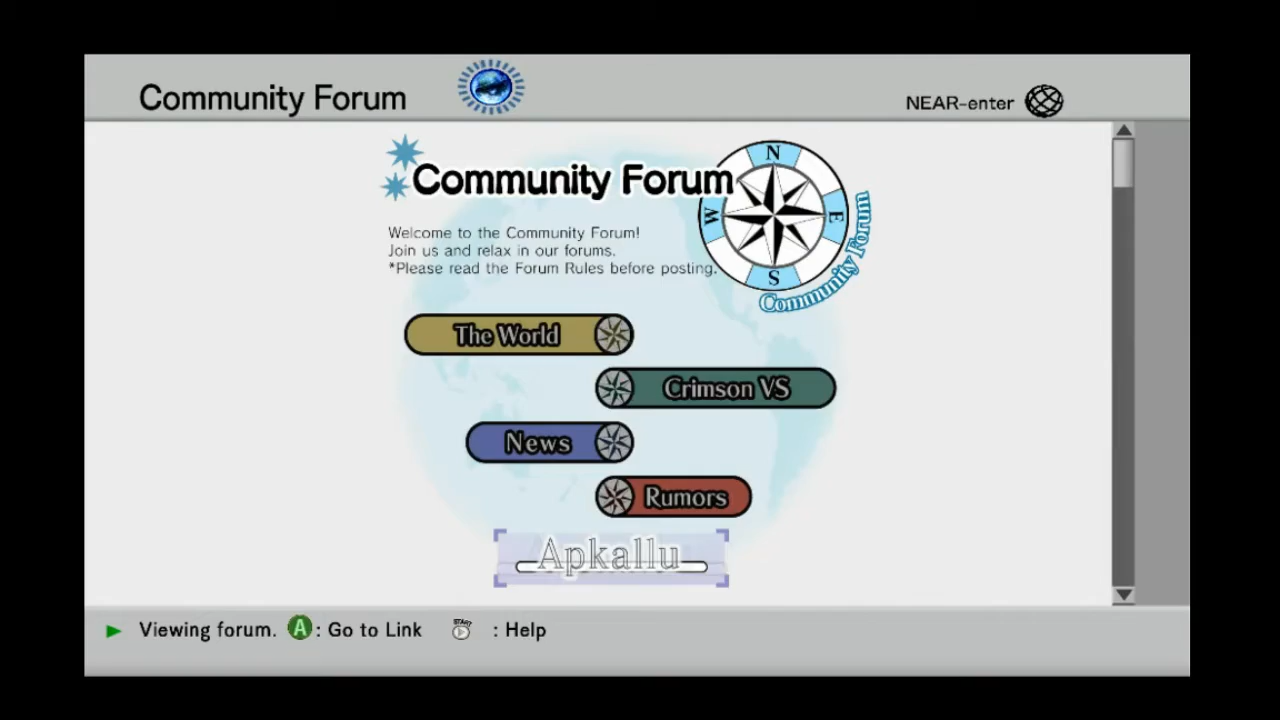 Community Forum
NEAR-enter
Community Forum
N
E
S
W
Community Forum
Welcome to the Community Forum!
Join us and relax in our forums.
*Please read the Forum Rules before posting.
The World
Crimson VS
News
Rumors
Apkallu
Viewing forum. A : Go to Link START : Help